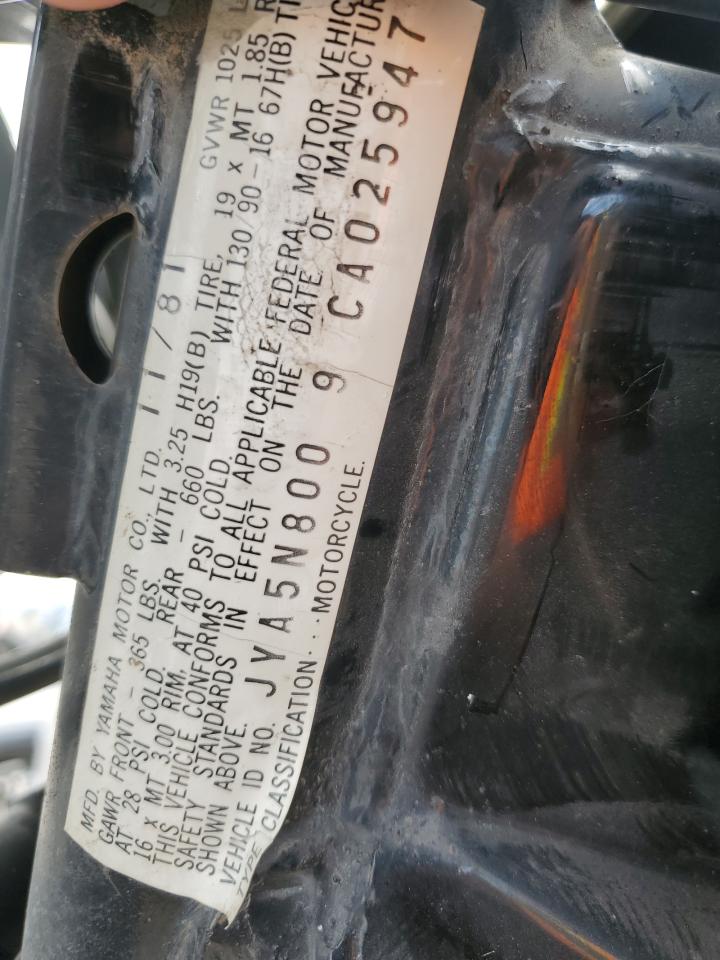 MFD. BY YAMAHA MOTOR CO., LTD. 11/81 GVWR 1025
GAWR FRONT - 365 LBS. WITH 3.25 H19(B) TIRE, 19 x MT 1.85
AT 28 PSI COLD. REAR - 660 LBS. WITH 130/90-16 67H(B)
16 x MT 3.00 RIM, AT 40 PSI COLD.
THIS VEHICLE CONFORMS TO ALL APPLICABLE FEDERAL MOTOR
SAFETY STANDARDS IN EFFECT ON THE DATE OF
SHOWN ABOVE.
VEHICLE ID NO. JYA5N800 9 CA025947
TYPE CLASSIFICATION...MOTORCYCLE.